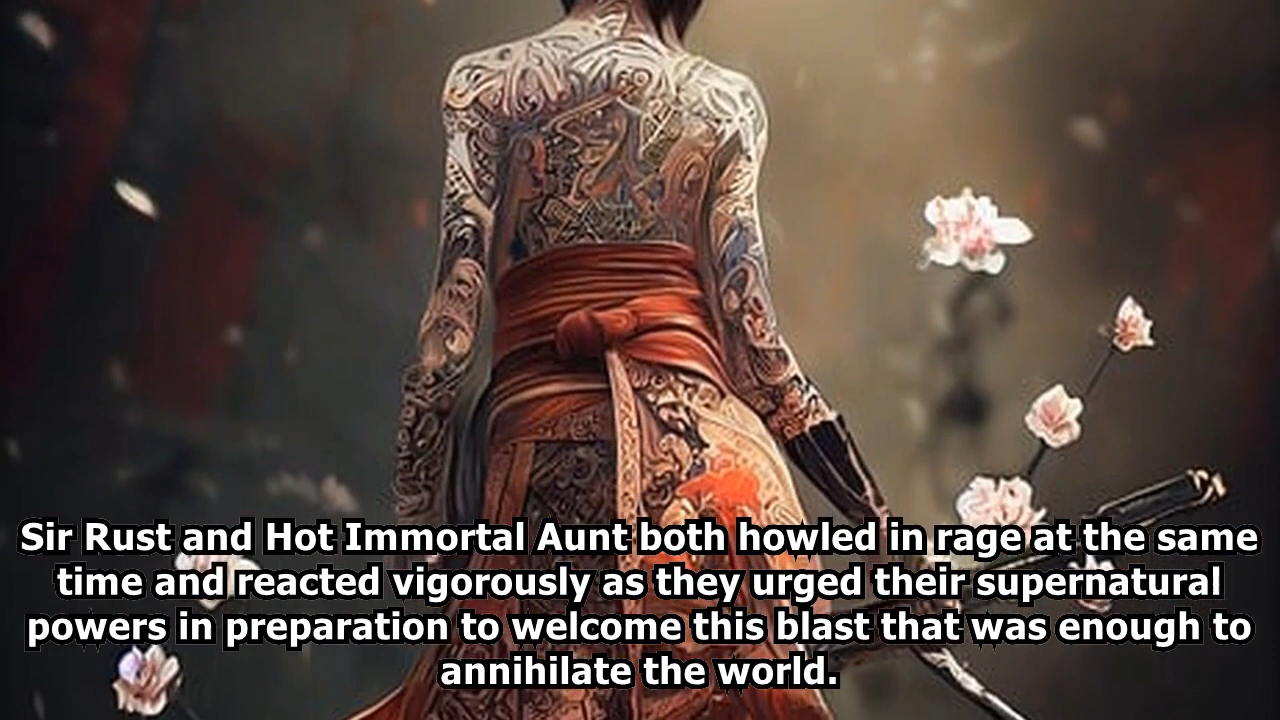 Sir Rust and Hot Immortal Aunt both howled in rage at the same
time and reacted vigorously as they urged their supernatural
powers in preparation to welcome this blast that was enough to
annihilate the world.